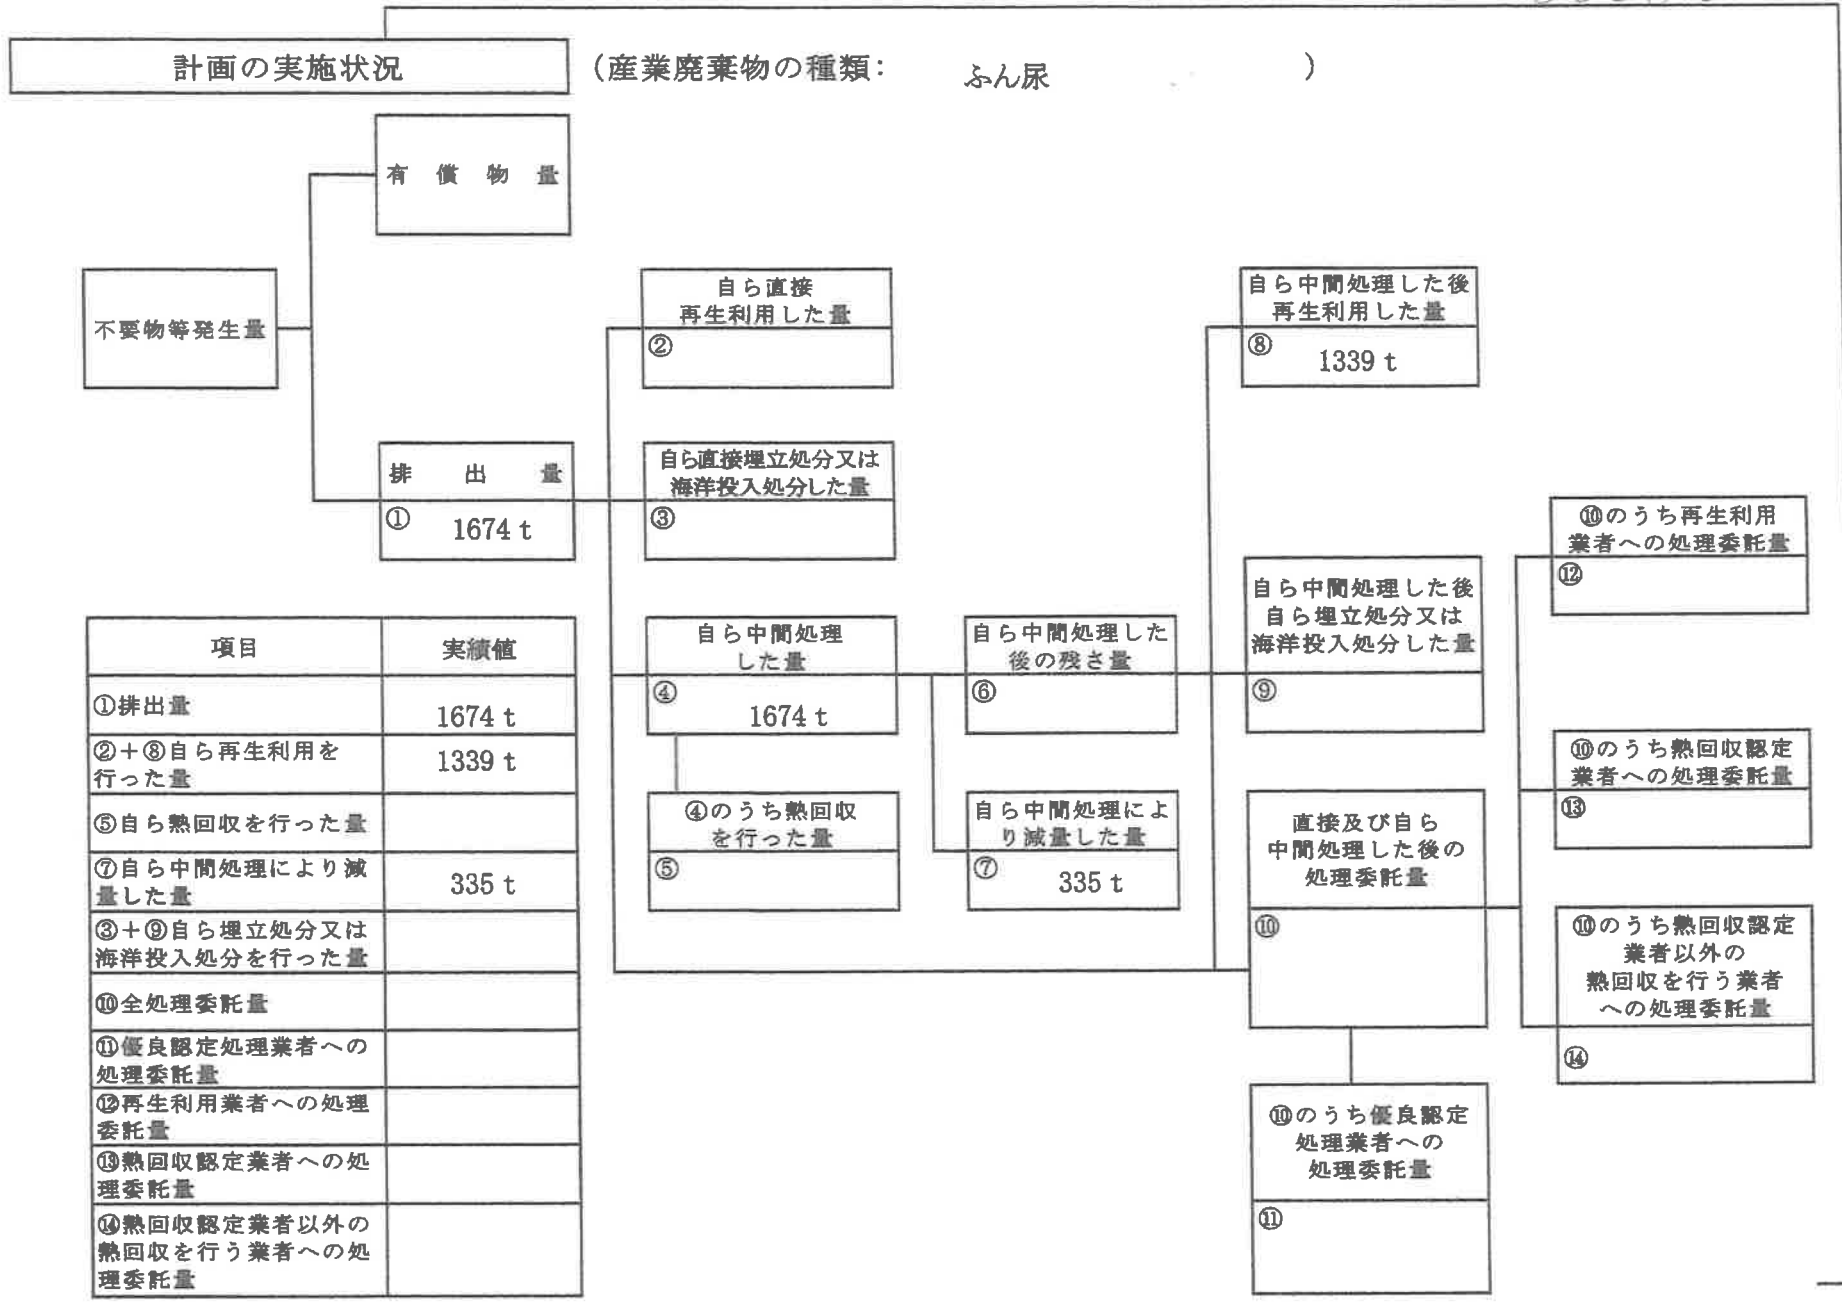 計画の実施状況
(産業廃棄物の種類： ふん尿 )
有償物量
不要物等発生量
排出量
① 1674 t
自ら直接
再生利用した量
②
自ら直接埋立処分又は
海洋投入処分した量
③
自ら中間処理
した量
④
1674 t
④のうち熱回収
を行った量
⑤
自ら中間処理した
後の残さ量
⑥
自ら中間処理によ
り減量した量
⑦ 335 t
自ら中間処理した後
再生利用した量
⑧ 1339 t
自ら中間処理した後
自ら埋立処分又は
海洋投入処分した量
⑨
直接及び自ら
中間処理した後の
処理委託量
⑩
⑩のうち優良認定
処理業者への
処理委託量
⑪
⑩のうち再生利用
業者への処理委託量
⑫
⑩のうち熱回収認定
業者への処理委託量
⑬
⑩のうち熱回収認定
業者以外の
熱回収を行う業者
への処理委託量
⑭
項目 実績値
①排出量 1674 t
②＋⑧自ら再生利用を
行った量 1339 t
⑤自ら熱回収を行った量
⑦自ら中間処理により減
量した量 335 t
③＋⑨自ら埋立処分又は
海洋投入処分を行った量
⑩全処理委託量
⑪優良認定処理業者への
処理委託量
⑫再生利用業者への処理
委託量
⑬熱回収認定業者への処
理委託量
⑭熱回収認定業者以外の
熱回収を行う業者への処
理委託量